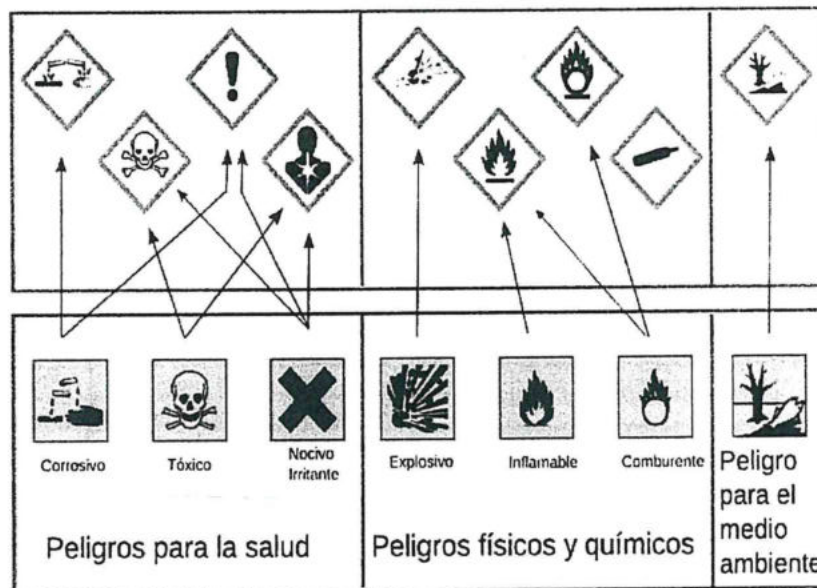 Corrosivo
Tóxico
Nocivo
Irritante
Explosivo
Inflamable
Comburente
Peligros para la salud
Peligros físicos y químicos
Peligro
para el
medio
ambiente